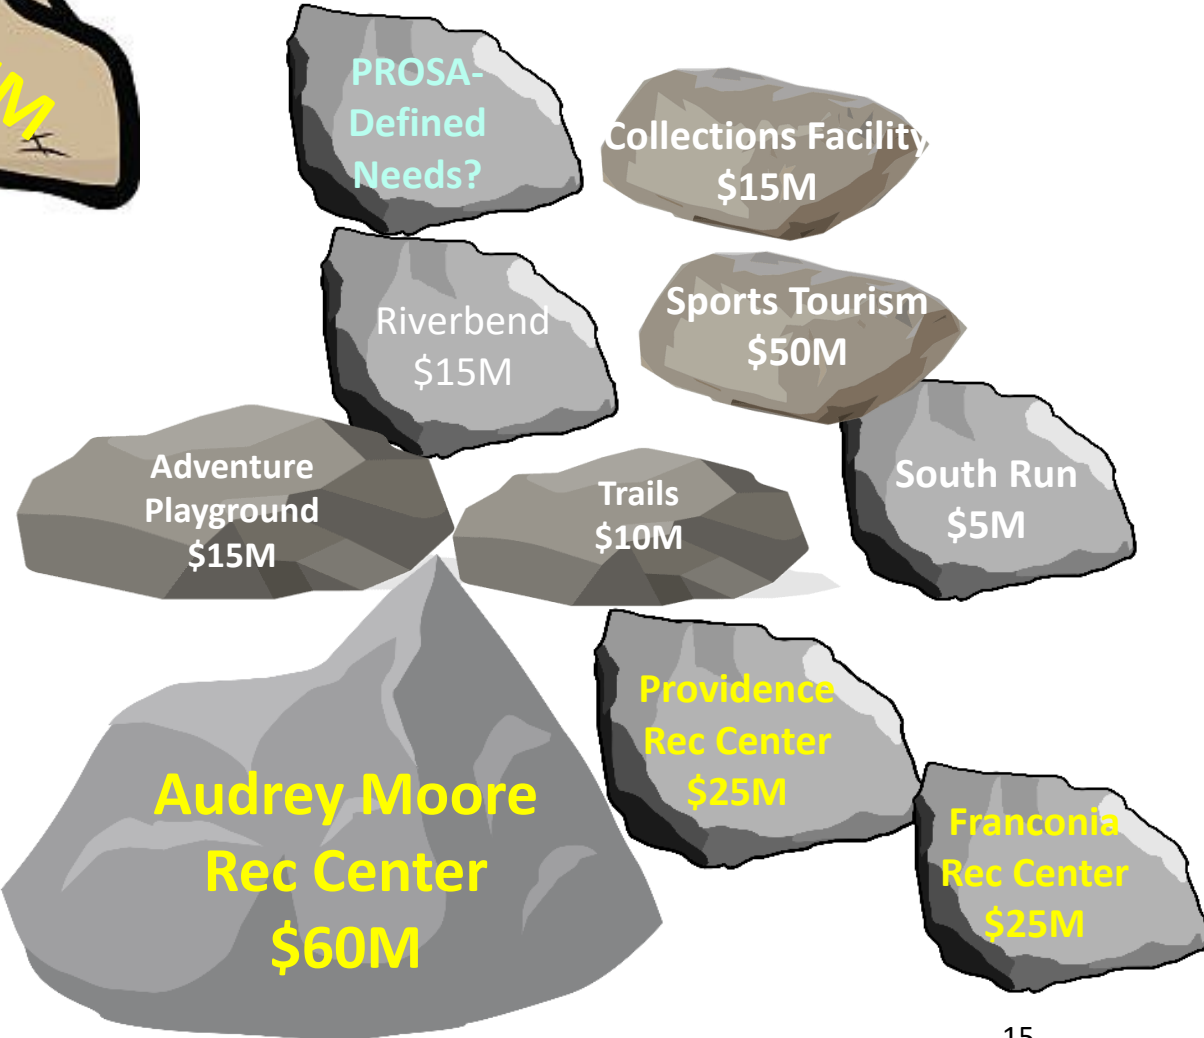 PROSA-
Defined
Needs?
Collections Facility
$15M
Riverbend
$15M
Sports Tourism
$50M
Adventure
Playground
$15M
Trails
$10M
South Run
$5M
Providence
Rec Center
$25M
Audrey Moore
Rec Center
$60M
Franconia
Rec Center
$25M
15